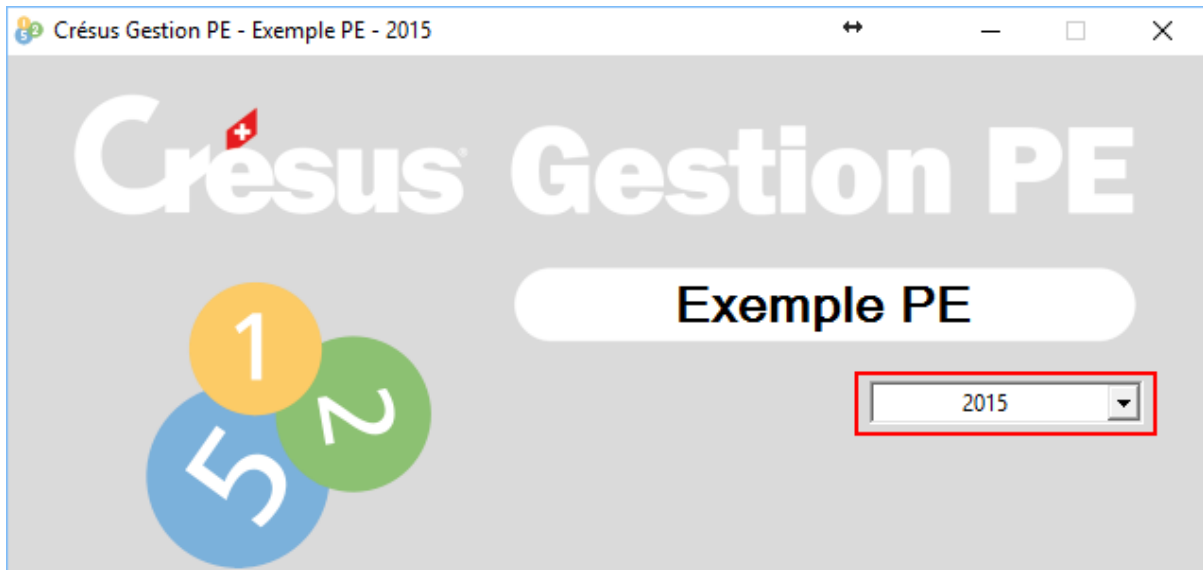 Crésus Gestion PE - Exemple PE - 2015
Crésus® Gestion PE
Exemple PE
1
2
5
2015